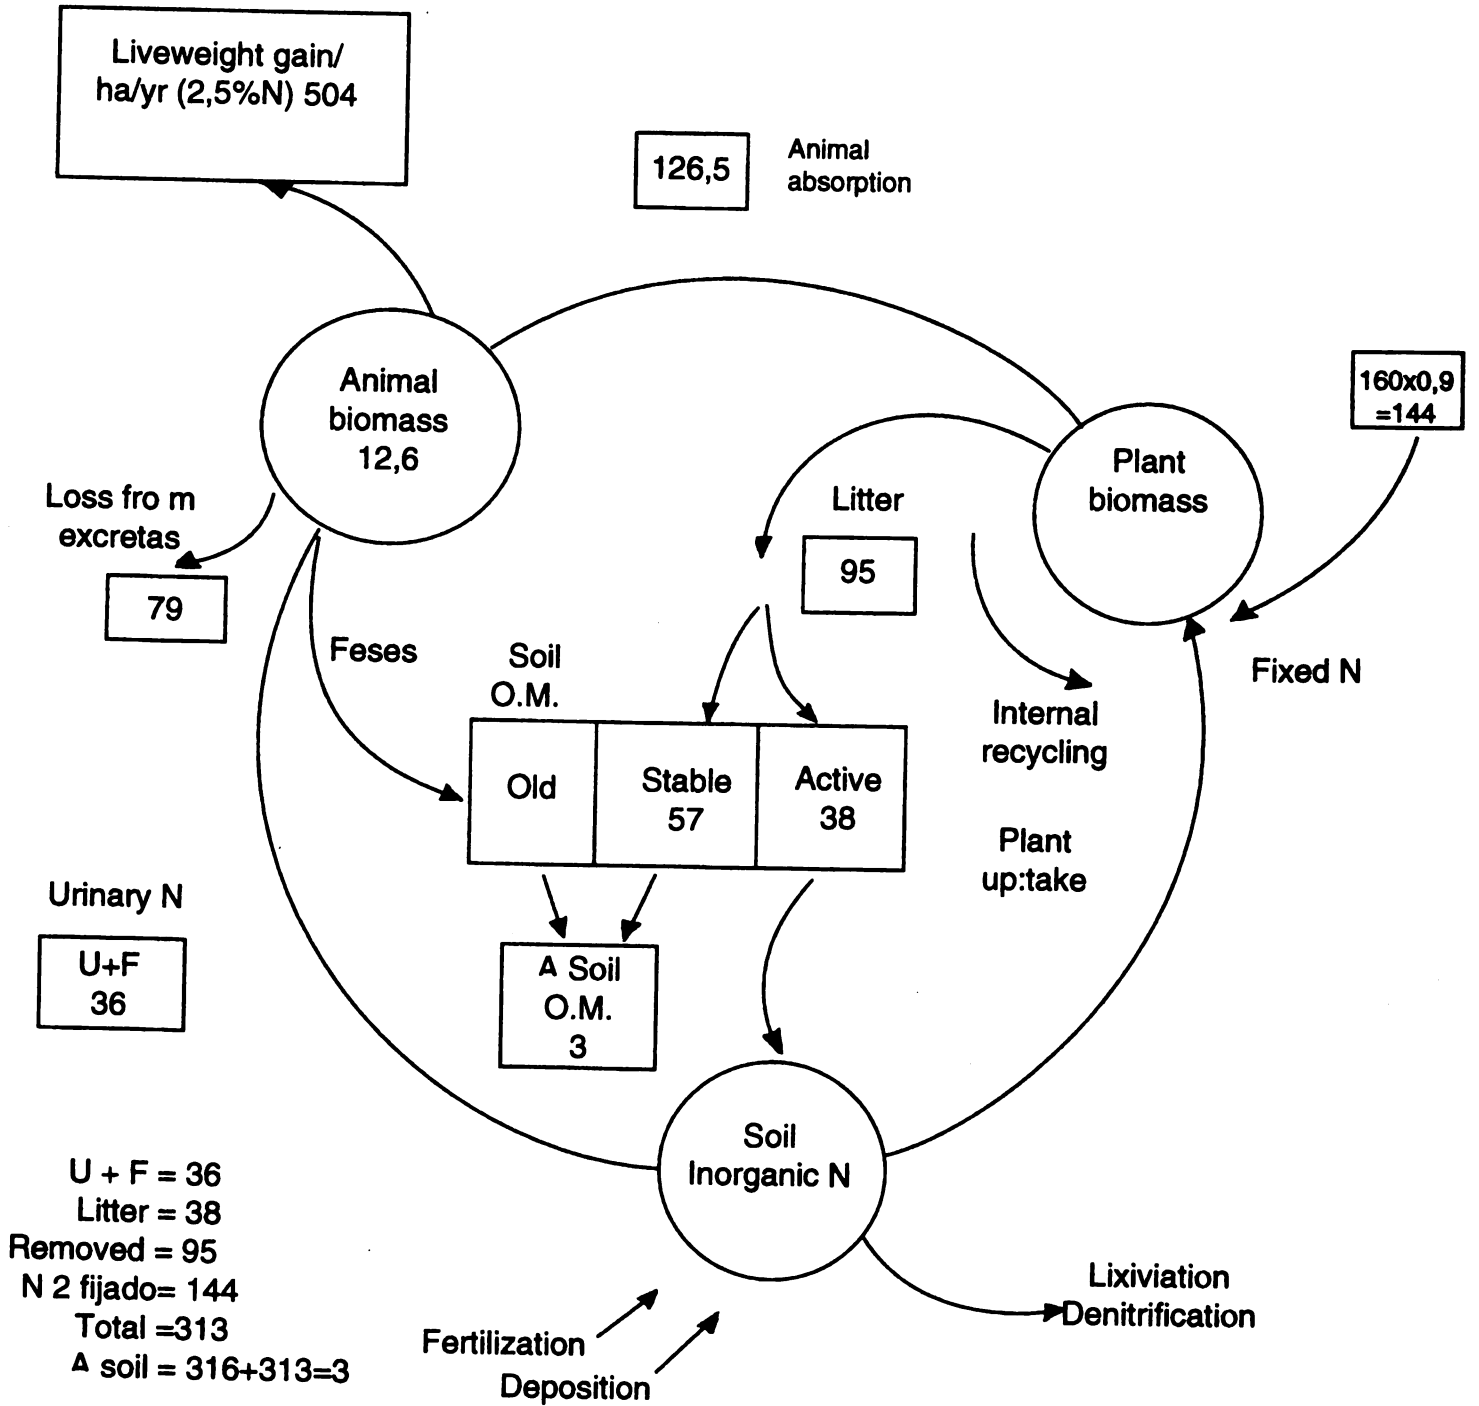 Liveweight gain/
ha/yr (2,5%N) 504
126,5
Animal
absorption
160x0,9
=144
Animal
biomass
12,6
Plant
biomass
Loss fro m
excretas
79
Litter
95
Feses
Soil
O.M.
Fixed N
Internal
recycling
Old
Stable
57
Active
38
Plant
up:take
Urinary N
U+F
36
Δ Soil
O.M.
3
Soil
Inorganic N
U + F = 36
Litter = 38
Removed = 95
N 2 fijado= 144
Total =313
Δ soil = 316+313=3
Lixiviation
Denitrification
Fertilization
Deposition